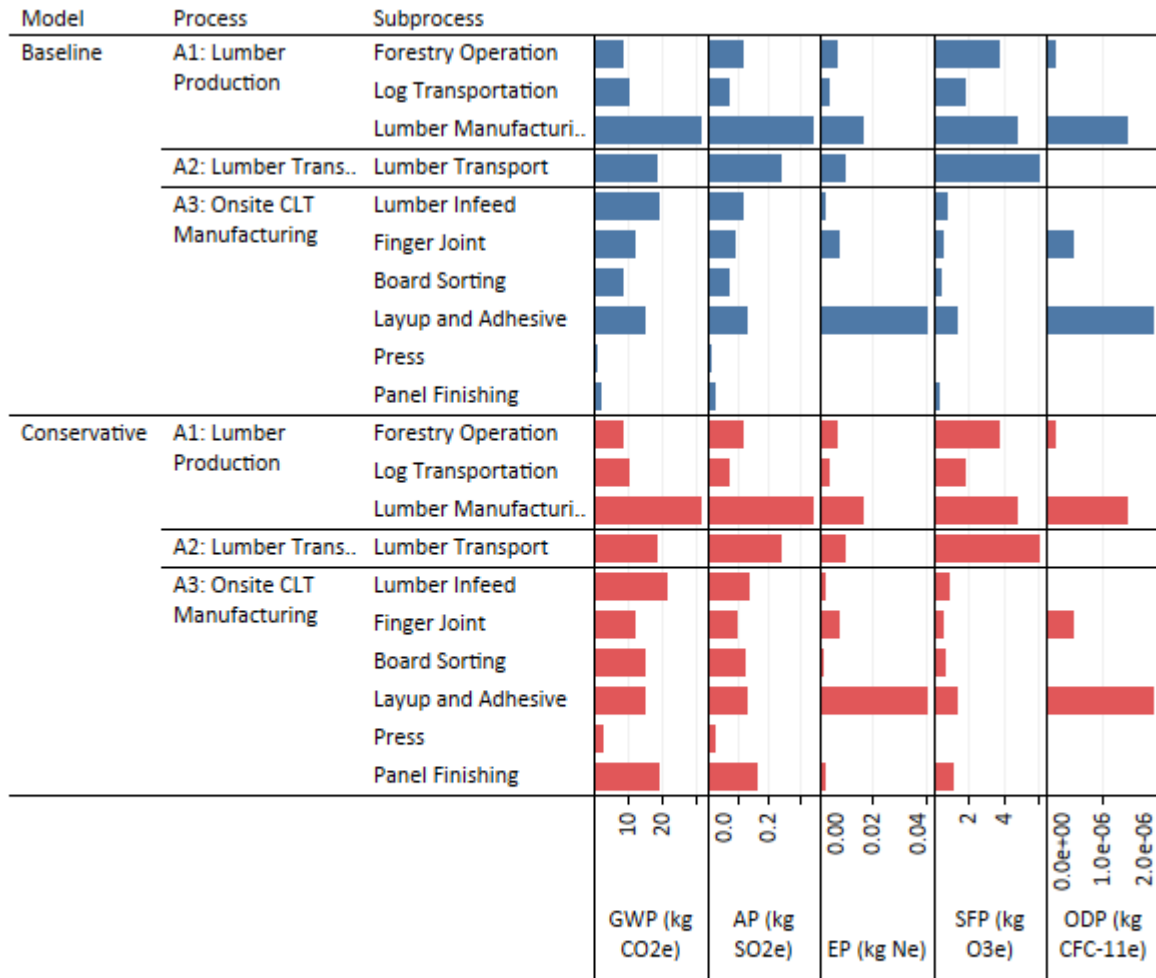 Model Process Subprocess
Baseline A1: Lumber Forestry Operation
Production
Log Transportation
Lumber Manufacturi..
A2: Lumber Trans.. Lumber Transport
A3: Onsite CLT Lumber Infeed
Manufacturing Finger Joint
Board Sorting
Layup and Adhesive
Press
Panel Finishing
Conservative A1: Lumber Forestry Operation
Production
Log Transportation
Lumber Manufacturi..
A2: Lumber Trans.. Lumber Transport
A3: Onsite CLT Lumber Infeed
Manufacturing Finger Joint
Board Sorting
Layup and Adhesive
Press
Panel Finishing
10 20 0.0 0.2 0.00 0.02 0.04 2 4 0.0e+00 1.0e-06 2.0e-06
GWP (kg AP (kg SFP (kg ODP (kg
CO2e) SO2e) EP (kg Ne) O3e) CFC-11e)